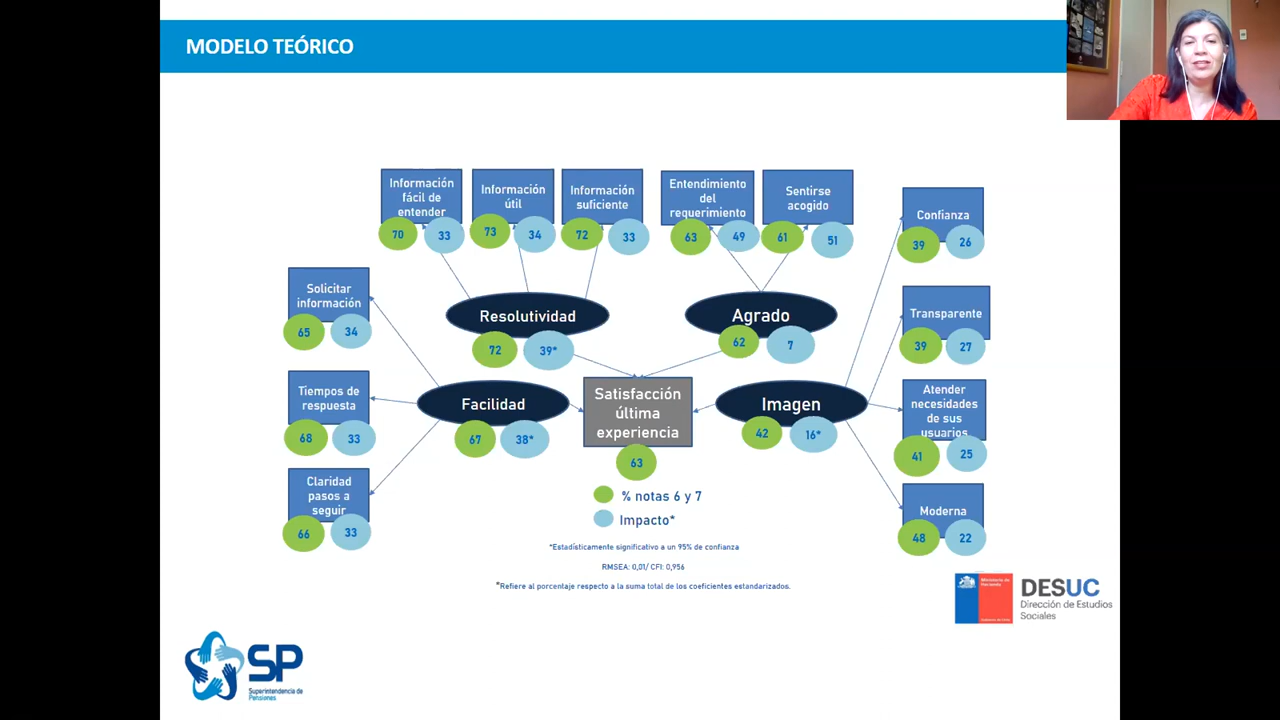 MODELO TEÓRICO
Información
fácil de
entender
70
33
Información
útil
73
34
Información
suficiente
72
33
Entendimiento
del
requerimiento
63
49
Sentirse
acogido
61
51
Confianza
39
26
Solicitar
información
65
34
Resolutividad
72
39*
Agrado
62
7
Transparente
39
27
Tiempos de
respuesta
68
33
Facilidad
67
38*
Satisfacción
última
experiencia
63
Imagen
42
16*
Atender
necesidades
de sus
usuarios
41
25
Claridad
pasos a
seguir
66
33
Moderna
48
22
% notas 6 y 7
Impacto*
*Estadísticamente significativo a un 95% de confianza
RMSEA: 0,01/ CFI: 0,956
*Refiere al porcentaje respecto a la suma total de los coeficientes estandarizados.
Ministerio de
Hacienda
DESUC
Dirección de Estudios
Sociales
SP
Superintendencia de
Pensiones